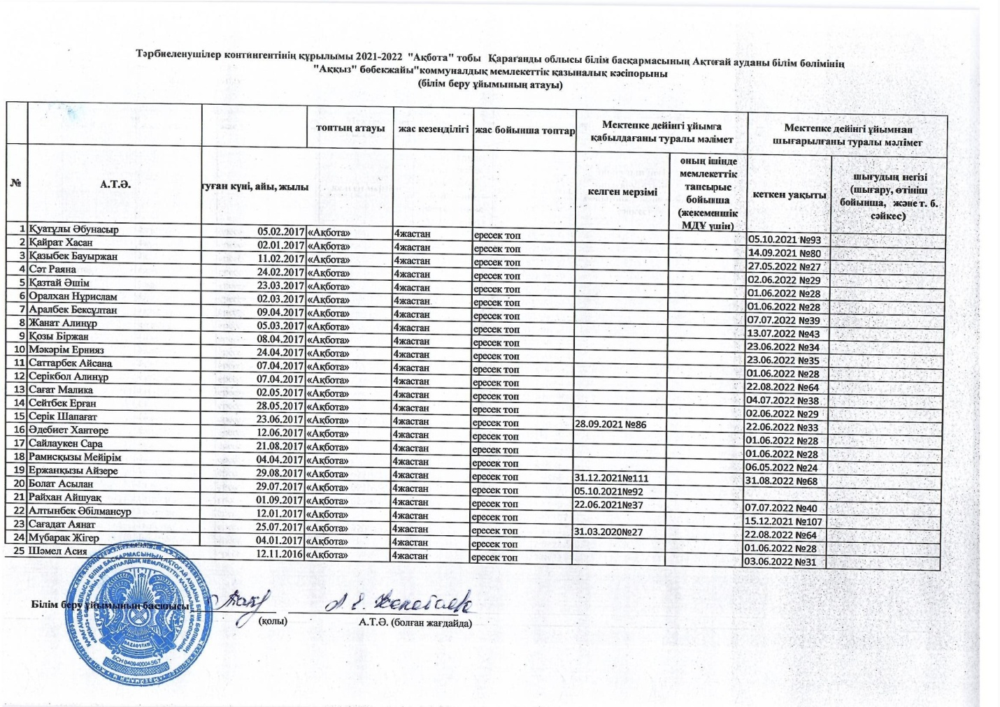 Тәрбиеленушілер контингентінің құрылымы 2021-2022 "Ақбота" тобы Қарағанды облысы білім басқармасының Ақтоғай ауданы білім бөлімінің
"Аққыз" бөбекжайы"коммуналдық мемлекеттік қазыналық кәсіпорыны
(білім беру ұйымының атауы)
топтың атауы жас кезеңділігі жас бойынша топтар Мектепке дейінгі ұйымға қабылдағаны туралы мәлімет Мектепке дейінгі ұйымнан шығарылғаны туралы мәлімет
№ А.Т.Ә. туған күні, айы, жылы келген мерзімі оның ішінде мемлекеттік тапсырыс бойынша (жекеменшік МДҰ үшін) кеткен уақыты шығудың негізі (шығару, өтініш бойынша, және т. б. сәйкес)
1 Қуатұлы Әбунасыр 05.02.2017 «Ақбота» 4жастан ересек топ 05.10.2021 №93
2 Қайрат Хасан 02.01.2017 «Ақбота» 4жастан ересек топ 14.09.2021 №80
3 Қазыбек Бауыржан 11.02.2017 «Ақбота» 4жастан ересек топ 27.05.2022 №27
4 Сәт Раяна 24.02.2017 «Ақбота» 4жастан ересек топ 02.06.2022 №29
5 Қазтай Әшім 23.03.2017 «Ақбота» 4жастан ересек топ 01.06.2022 №28
6 Оралхан Нұрислам 02.03.2017 «Ақбота» 4жастан ересек топ 01.06.2022 №28
7 Аралбек Бексұлтан 09.04.2017 «Ақбота» 4жастан ересек топ 07.07.2022 №39
8 Жанат Алинұр 05.03.2017 «Ақбота» 4жастан ересек топ 13.07.2022 №43
9 Қозы Біржан 08.04.2017 «Ақбота» 4жастан ересек топ 23.06.2022 №34
10 Мәкәрім Ернияз 24.04.2017 «Ақбота» 4жастан ересек топ 23.06.2022 №35
11 Саттарбек Айсана 07.04.2017 «Ақбота» 4жастан ересек топ 01.06.2022 №28
12 Серікбол Алинұр 07.04.2017 «Ақбота» 4жастан ересек топ 22.08.2022 №64
13 Сағат Малика 02.05.2017 «Ақбота» 4жастан ересек топ 04.07.2022 №38
14 Сейтбек Ерған 28.05.2017 «Ақбота» 4жастан ересек топ 02.06.2022 №29
15 Серік Шапағат 23.06.2017 «Ақбота» 4жастан ересек топ 28.09.2021 №86 22.06.2022 №33
16 Әдебиет Хантөре 12.06.2017 «Ақбота» 4жастан ересек топ 01.06.2022 №28
17 Сайлаукен Сара 21.08.2017 «Ақбота» 4жастан ересек топ 01.06.2022 №28
18 Рамисқызы Мейірім 04.04.2017 «Ақбота» 4жастан ересек топ 06.05.2022 №24
19 Ержанқызы Айзере 29.08.2017 «Ақбота» 4жастан ересек топ 31.12.2021№111 31.08.2022 №68
20 Болат Асылан 29.07.2017 «Ақбота» 4жастан ересек топ 05.10.2021№92
21 Райхан Айшуақ 01.09.2017 «Ақбота» 4жастан ересек топ 22.06.2021№37 07.07.2022 №40
22 Алтынбек Әбілмансур 12.01.2017 «Ақбота» 4жастан ересек топ 15.12.2021 №107
23 Сағадат Аянат 25.07.2017 «Ақбота» 4жастан ересек топ 31.03.2020№27 22.08.2022 №64
24 Мүбарак Жігер 04.01.2017 «Ақбота» 4жастан ересек топ 01.06.2022 №28
25 Шәмел Асия 12.11.2016 «Ақбота» 4жастан ересек топ 03.06.2022 №31
Білім беру ұйымының басшысы
(қолы) А.Т.Ә. (болған жағдайда)
ҚАЗАҚСТАН
БСН 040940004567